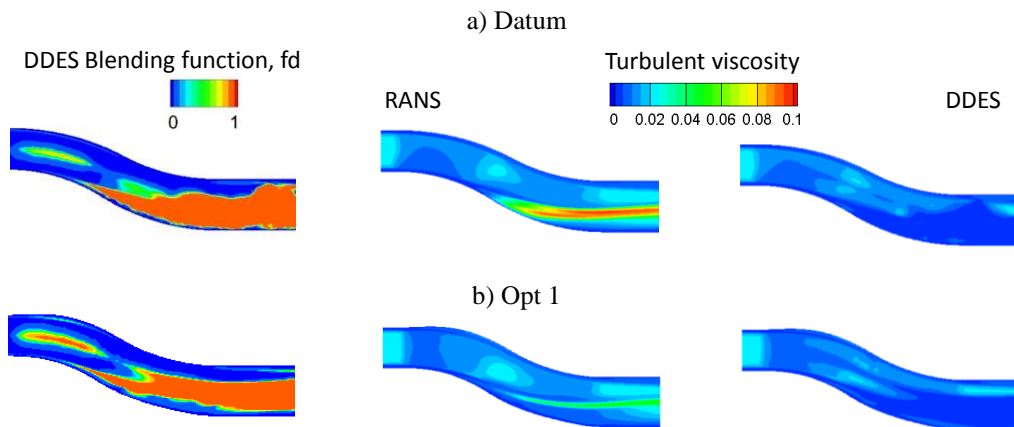 a) Datum
DDES Blending function, fd
0 1
Turbulent viscosity
0 0.02 0.04 0.06 0.08 0.1
RANS
DDES
b) Opt 1